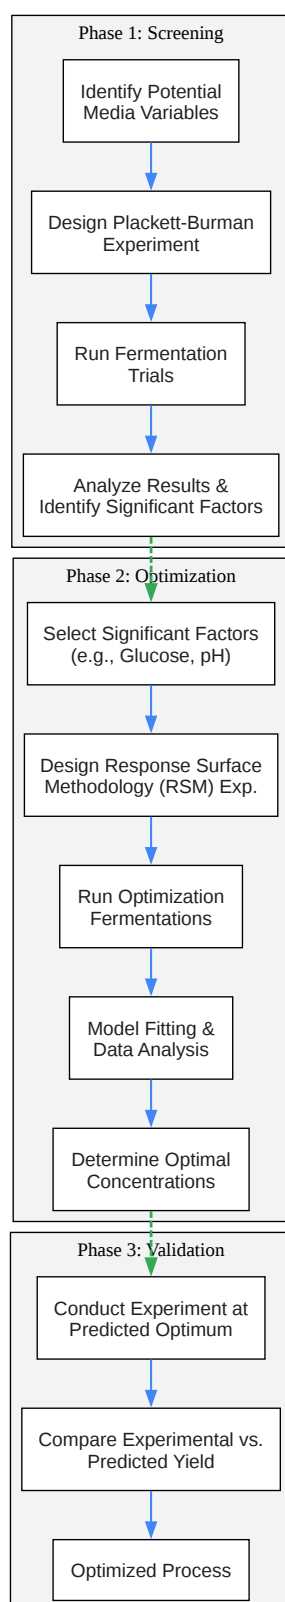 Phase 1: Screening
Identify Potential
Media Variables
Design Plackett-Burman
Experiment
Run Fermentation
Trials
Analyze Results &
Identify Significant Factors
Phase 2: Optimization
Select Significant Factors
(e.g., Glucose, pH)
Design Response Surface
Methodology (RSM) Exp.
Run Optimization
Fermentations
Model Fitting &
Data Analysis
Determine Optimal
Concentrations
Phase 3: Validation
Conduct Experiment at
Predicted Optimum
Compare Experimental vs.
Predicted Yield
Optimized Process